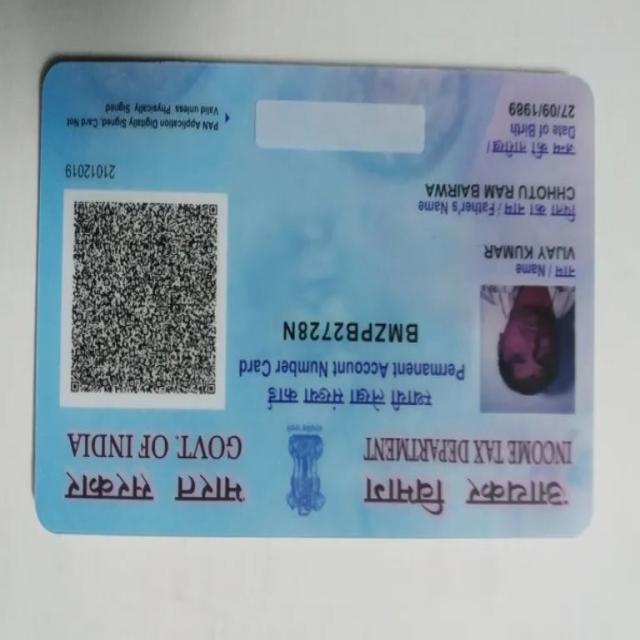 आयकर विभाग
INCOME TAX DEPARTMENT
भारत सरकार
GOVT. OF INDIA
स्थायी लेखा संख्या कार्ड
Permanent Account Number Card
BMZPB2728N
नाम / Name
VIJAY KUMAR
पिता का नाम / Father's Name
CHHOTU RAM BAIRWA
जन्म की तारीख /
Date of Birth
27/09/1989
21012019
PAN Application Digitally Signed, Card Not
Valid unless Physically Signed